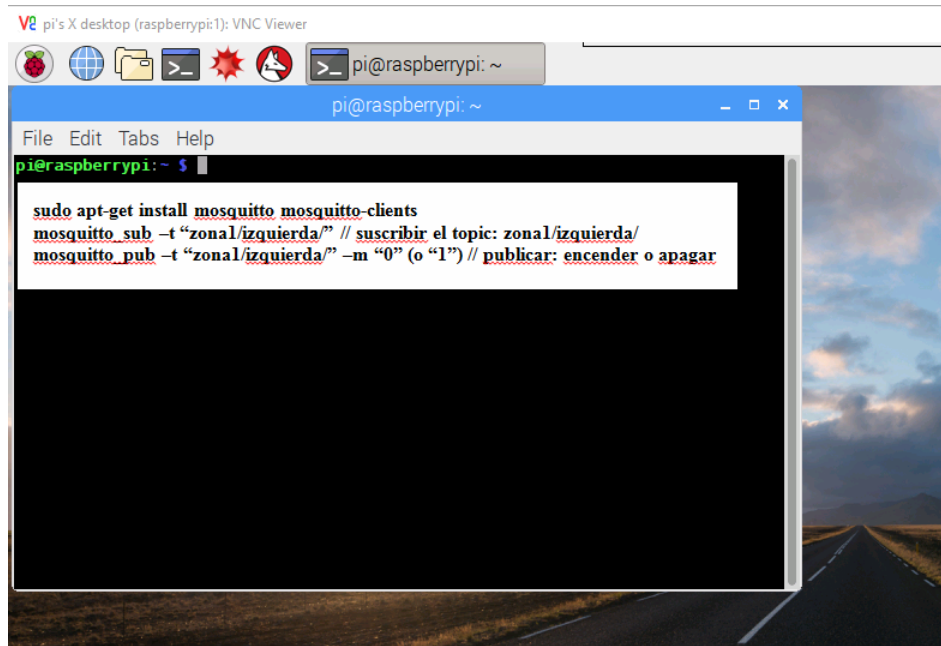 VNC pi's X desktop (raspberrypi:1): VNC Viewer
>_ pi@raspberrypi: ~
pi@raspberrypi: ~
File Edit Tabs Help
pi@raspberrypi:~ $
sudo apt-get install mosquitto mosquitto-clients
mosquitto_sub –t “zona1/izquierda/” // suscribir el topic: zona1/izquierda/
mosquitto_pub –t “zona1/izquierda/” –m “0” (o “1”) // publicar: encender o apagar